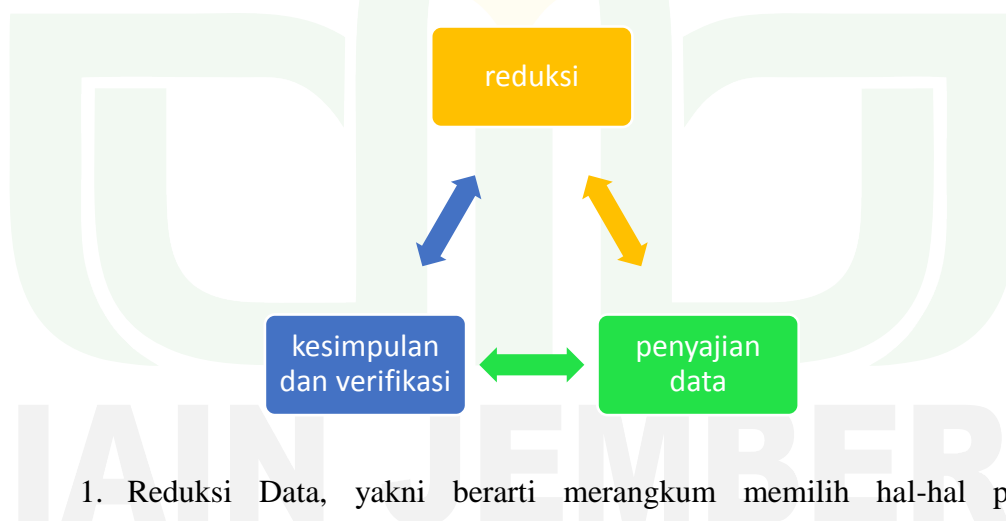 reduksi
kesimpulan
dan verifikasi
penyajian
data
IAIN JEMBER
1. Reduksi Data, yakni berarti merangkum memilih hal-hal p